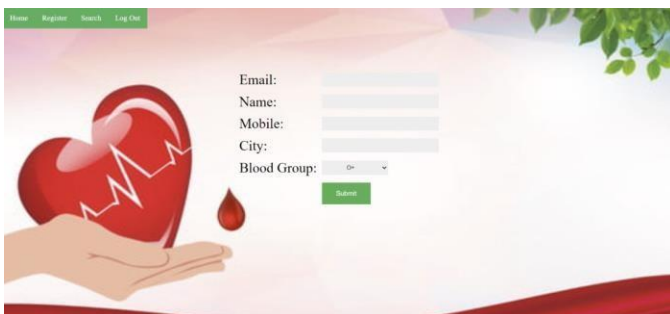 Home Register Search Log Out
Email:
Name:
Mobile:
City:
Blood Group: O+
Submit